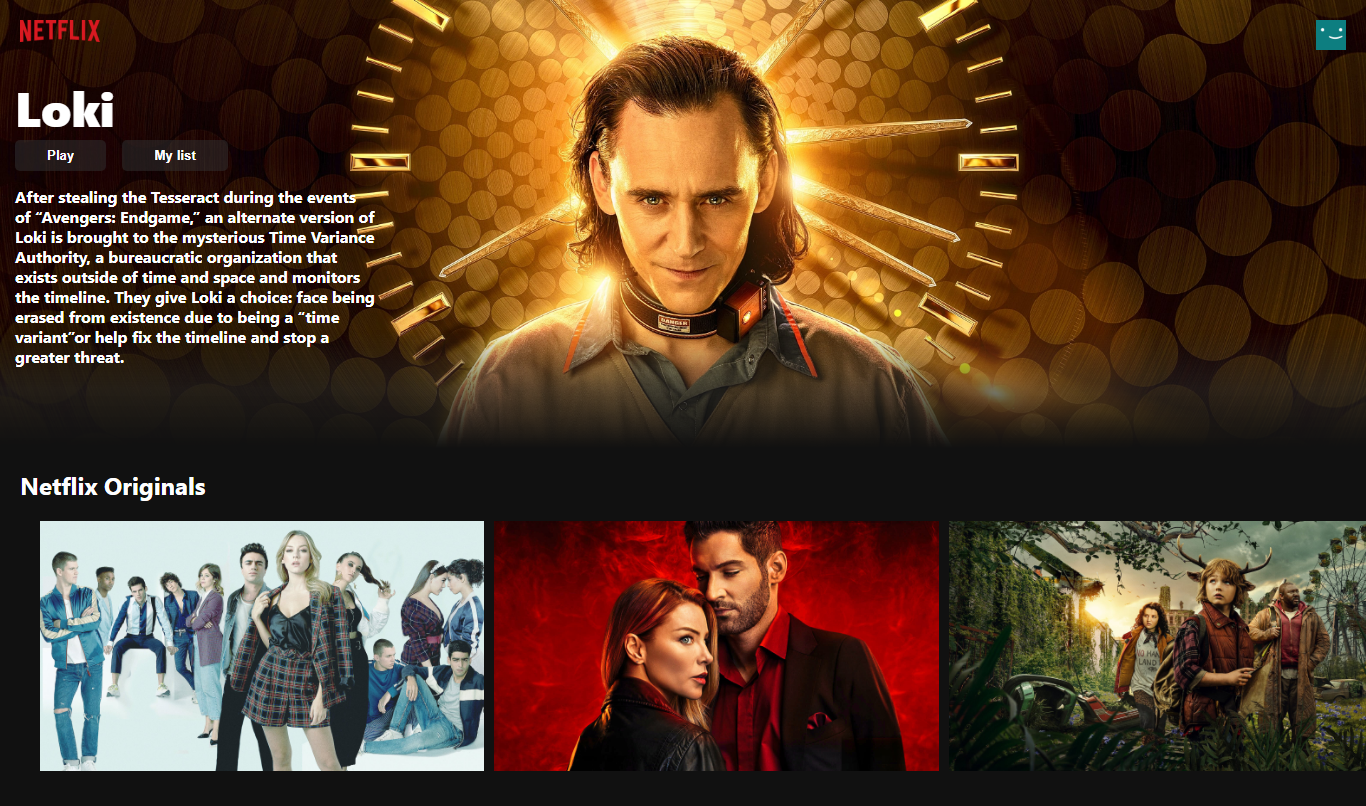 NETFLIX
Loki
Play
My list
After stealing the Tesseract during the events
of “Avengers: Endgame,” an alternate version of
Loki is brought to the mysterious Time Variance
Authority, a bureaucratic organization that
exists outside of time and space and monitors
the timeline. They give Loki a choice: face being
erased from existence due to being a “time
variant”or help fix the timeline and stop a
greater threat.
DANGER
Netflix Originals